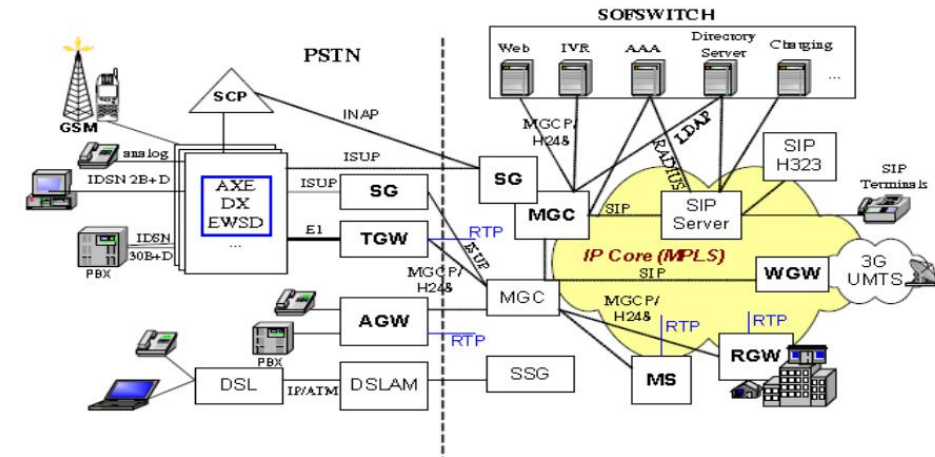 SOFSWITCH
PSTN
Web
IVR
AAA
Directory
Server
Charging
...
SCP
GSM
INAP
MGCP/
H248
LDAP
RADIUS
SIP
H323
analog
ISUP
SG
IDSN 2B+D
AXE
DX
EWSD
...
ISUP
SG
MGC
SIP
SIP
Server
SIP
Terminals
PBX
IDSN
30B+D
E1
TGW
RTP
ISUP
IP Core (MPLS)
SIP
WGW
3G
UMTS
MGCP/
H248
MGC
MGCP/
H248
AGW
RTP
PBX
RTP
RTP
DSL
IP/ATM
DSLAM
SSG
MS
RGW